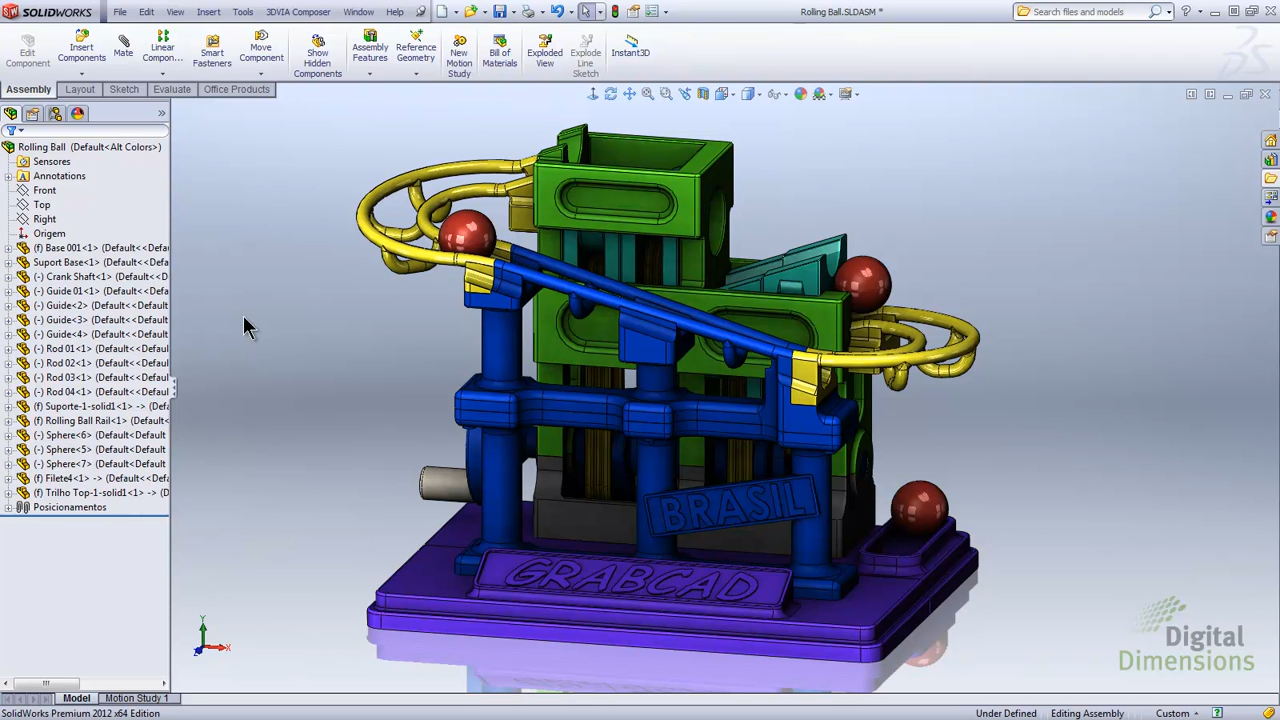 SOLIDWORKS File Edit View Insert Tools 3DVIA Composer Window Help Rolling Ball.SLDASM * Search files and models
Edit Component
Insert Components
Mate
Linear Compon...
Smart Fasteners
Move Component
Show Hidden Components
Assembly Features
Reference Geometry
New Motion Study
Bill of Materials
Exploded View
Explode Line Sketch
Instant3D
Assembly Layout Sketch Evaluate Office Products
Rolling Ball (Default<Alt Colors>)
Sensores
Annotations
Front
Top
Right
Origem
(f) Base 001<1> (Default<<Defau
Suport Base<1> (Default<<Defa
(-) Crank Shaft<1> (Default<<D
(-) Guide 01<1> (Default<<Defa
(-) Guide<2> (Default<<Default
(-) Guide<3> (Default<<Default
(-) Guide<4> (Default<<Default
(-) Rod 01<1> (Default<<Defaul
(-) Rod 02<1> (Default<<Defaul
(-) Rod 03<1> (Default<<Defaul
(-) Rod 04<1> (Default<<Defaul
(f) Suporte-1-solid1<1> -> (Defa
(f) Rolling Ball Rail<1> (Default<
(-) Sphere<6> (Default<Default
(-) Sphere<5> (Default<Default
(-) Sphere<7> (Default<Default
(f) Filete4<1> -> (Default<<Def
(f) Trilho Top-1-solid1<1> -> (D
Posicionamentos
BRASIL
GRABCAD
Y
X
Z
Digital
Dimensions
Model Motion Study 1
SolidWorks Premium 2012 x64 Edition Under Defined Editing Assembly Custom